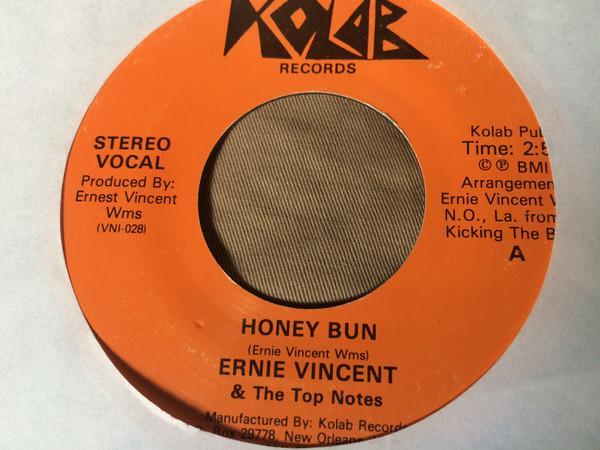 KOLAB
RECORDS
STEREO
VOCAL
Produced By:
Ernest Vincent
Wms
(VNI-028)
Kolab Pub
Time: 2:5
© ℗ BMI
Arrangemen
Ernie Vincent W
N.O., La. from
Kicking The B
A
HONEY BUN
(Ernie Vincent Wms)
ERNIE VINCENT
& The Top Notes
Manufactured By: Kolab Records
Box 29778, New Orleans